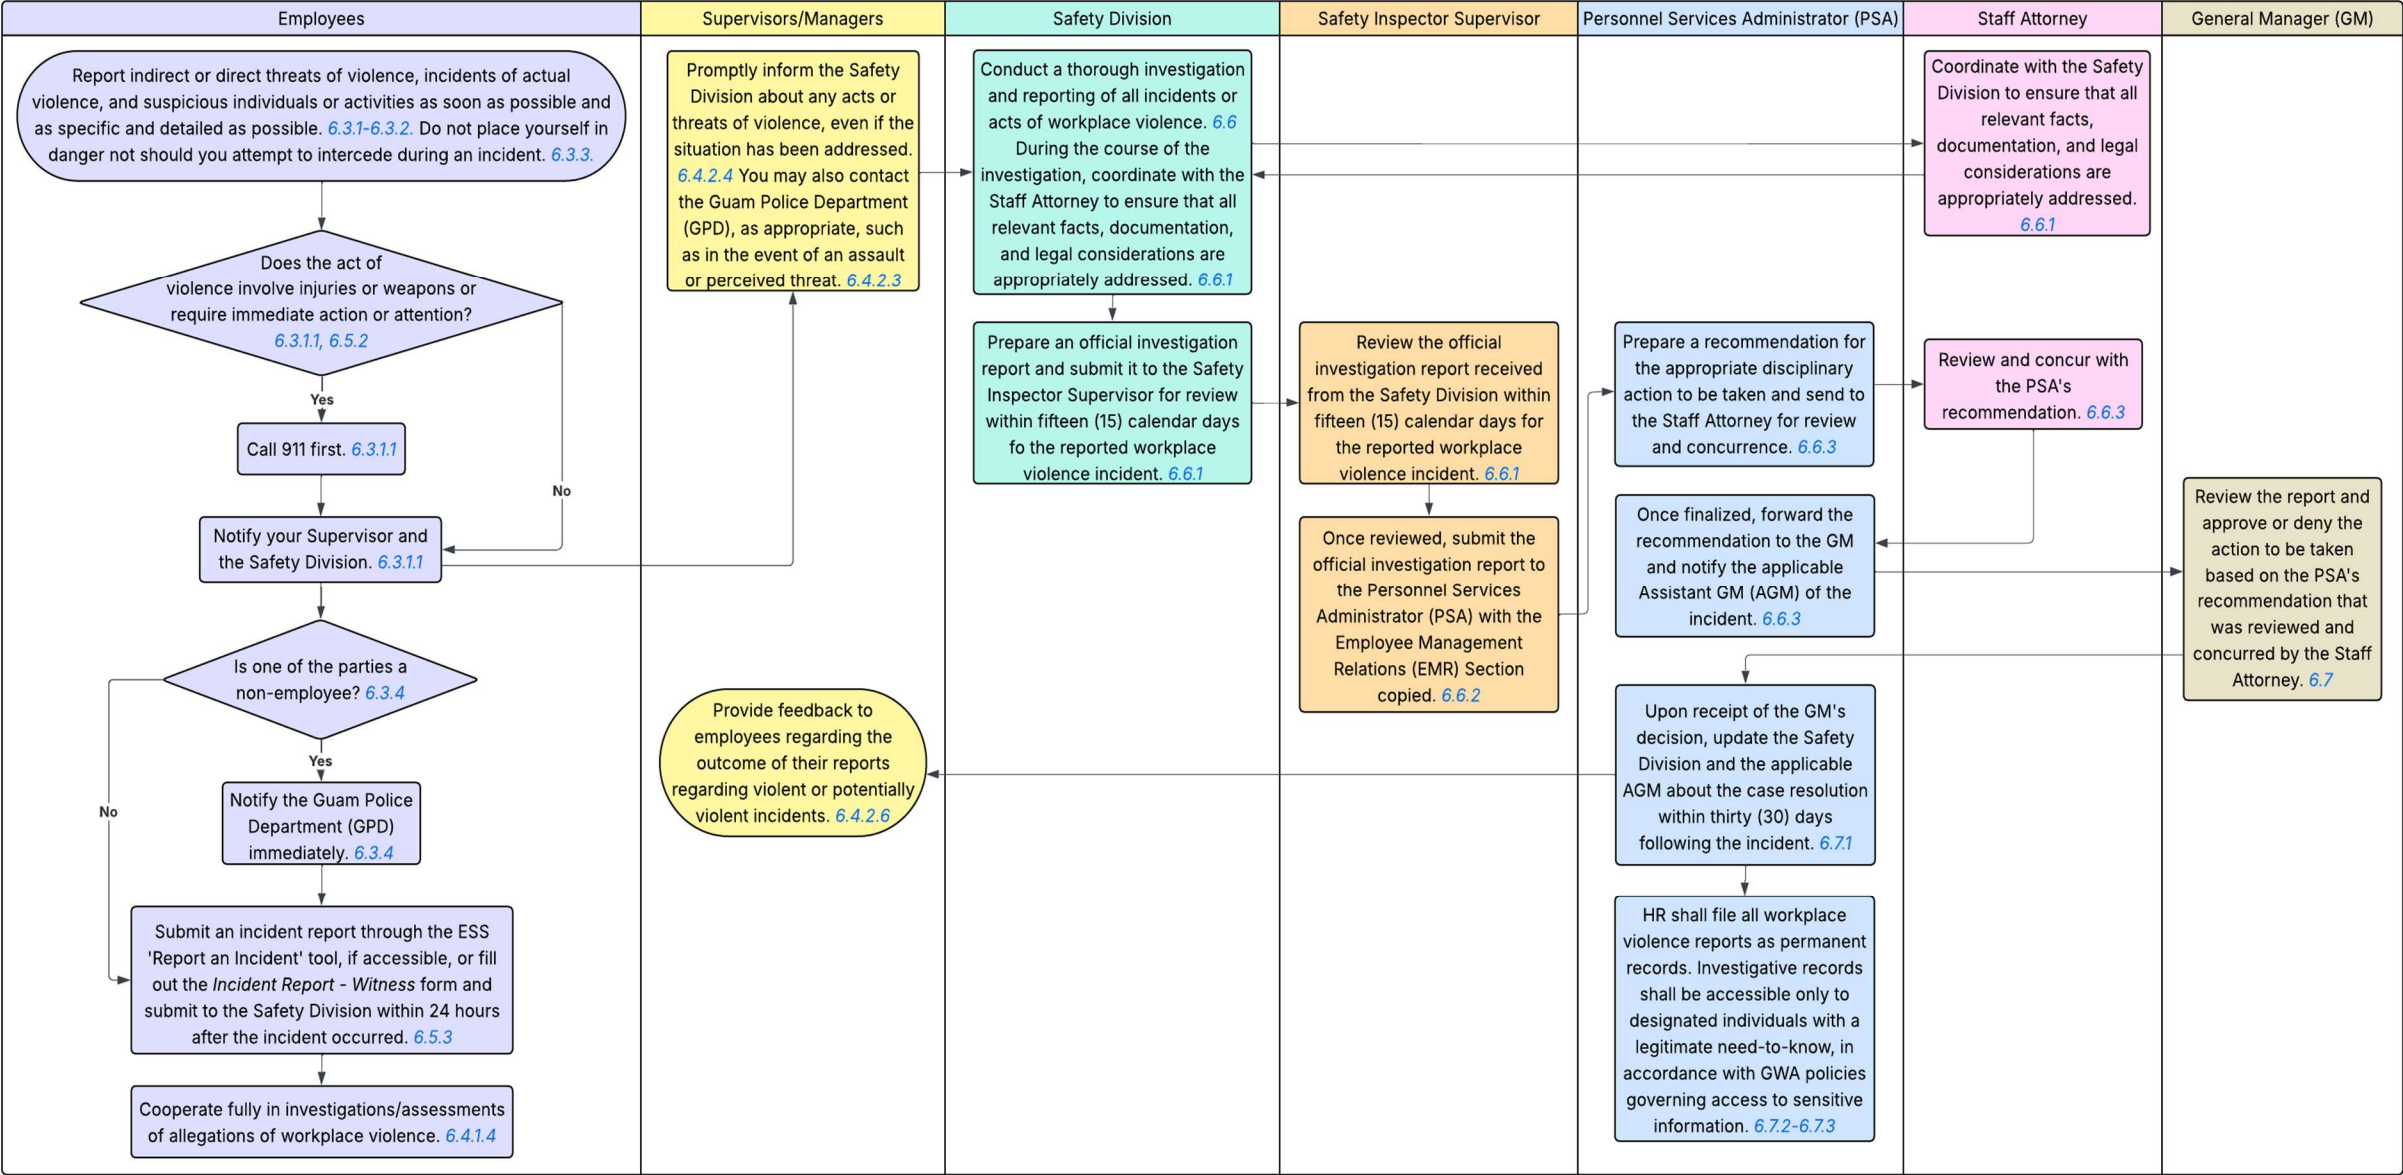 Employees
Supervisors/Managers
Safety Division
Safety Inspector Supervisor
Personnel Services Administrator (PSA)
Staff Attorney
General Manager (GM)
Report indirect or direct threats of violence, incidents of actual
violence, and suspicious individuals or activities as soon as possible and
as specific and detailed as possible. 6.3.1-6.3.2. Do not place yourself in
danger not should you attempt to intercede during an incident. 6.3.3.
Does the act of
violence involve injuries or weapons or
require immediate action or attention?
6.3.1.1, 6.5.2
Yes
Call 911 first. 6.3.1.1
No
Notify your Supervisor and
the Safety Division. 6.3.1.1
Is one of the parties a
non-employee? 6.3.4
Yes
No
Notify the Guam Police
Department (GPD)
immediately. 6.3.4
Submit an incident report through the ESS
'Report an Incident' tool, if accessible, or fill
out the Incident Report - Witness form and
submit to the Safety Division within 24 hours
after the incident occurred. 6.5.3
Cooperate fully in investigations/assessments
of allegations of workplace violence. 6.4.1.4
Promptly inform the Safety
Division about any acts or
threats of violence, even if the
situation has been addressed.
6.4.2.4 You may also contact
the Guam Police Department
(GPD), as appropriate, such
as in the event of an assault
or perceived threat. 6.4.2.3
Provide feedback to
employees regarding the
outcome of their reports
regarding violent or potentially
violent incidents. 6.4.2.6
Conduct a thorough investigation
and reporting of all incidents or
acts of workplace violence. 6.6
During the course of the
investigation, coordinate with the
Staff Attorney to ensure that all
relevant facts, documentation,
and legal considerations are
appropriately addressed. 6.6.1
Prepare an official investigation
report and submit it to the Safety
Inspector Supervisor for review
within fifteen (15) calendar days
fo the reported workplace
violence incident. 6.6.1
Review the official
investigation report received
from the Safety Division within
fifteen (15) calendar days for
the reported workplace
violence incident. 6.6.1
Once reviewed, submit the
official investigation report to
the Personnel Services
Administrator (PSA) with the
Employee Management
Relations (EMR) Section
copied. 6.6.2
Prepare a recommendation for
the appropriate disciplinary
action to be taken and send to
the Staff Attorney for review
and concurrence. 6.6.3
Once finalized, forward the
recommendation to the GM
and notify the applicable
Assistant GM (AGM) of the
incident. 6.6.3
Upon receipt of the GM's
decision, update the Safety
Division and the applicable
AGM about the case resolution
within thirty (30) days
following the incident. 6.7.1
HR shall file all workplace
violence reports as permanent
records. Investigative records
shall be accessible only to
designated individuals with a
legitimate need-to-know, in
accordance with GWA policies
governing access to sensitive
information. 6.7.2-6.7.3
Coordinate with the Safety
Division to ensure that all
relevant facts,
documentation, and legal
considerations are
appropriately addressed.
6.6.1
Review and concur with
the PSA's
recommendation. 6.6.3
Review the report and
approve or deny the
action to be taken
based on the PSA's
recommendation that
was reviewed and
concurred by the Staff
Attorney. 6.7